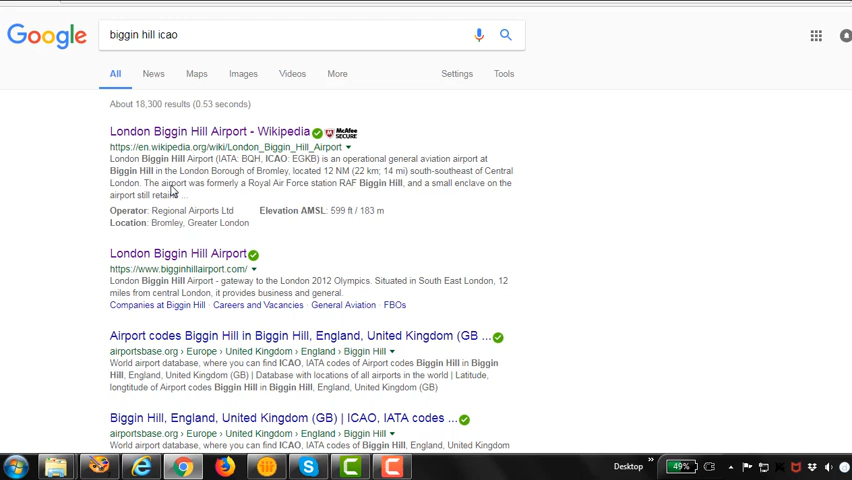 Google
biggin hill icao
All News Maps Images Videos More Settings Tools
About 18,300 results (0.53 seconds)
London Biggin Hill Airport - Wikipedia McAfee SECURE
https://en.wikipedia.org/wiki/London_Biggin_Hill_Airport
London Biggin Hill Airport (IATA: BQH, ICAO: EGKB) is an operational general aviation airport at
Biggin Hill in the London Borough of Bromley, located 12 NM (22 km; 14 mi) south-southeast of Central
London. The airport was formerly a Royal Air Force station RAF Biggin Hill, and a small enclave on the
airport still retains ...
Operator: Regional Airports Ltd Elevation AMSL: 599 ft / 183 m
Location: Bromley, Greater London
London Biggin Hill Airport
https://www.bigginhillairport.com/
London Biggin Hill Airport - gateway to the London 2012 Olympics. Situated in South East London, 12
miles from central London, it provides business and general.
Companies at Biggin Hill · Careers and Vacancies · General Aviation · FBOs
Airport codes Biggin Hill in Biggin Hill, England, United Kingdom (GB ...
airportsbase.org › Europe › United Kingdom › England › Biggin Hill
World airport database, where you can find ICAO, IATA codes of Airport codes Biggin Hill in Biggin
Hill, England, United Kingdom (GB) | Database with locations of all airports in the world | Latitude,
longtitude of Airport codes Biggin Hill in Biggin Hill, England, United Kingdom (GB)
Biggin Hill, England, United Kingdom (GB) | ICAO, IATA codes ...
airportsbase.org › Europe › United Kingdom › England › Biggin Hill
World airport database, where you can find ICAO, IATA codes of Biggin Hill, England, United Kingdom
Desktop » 49%